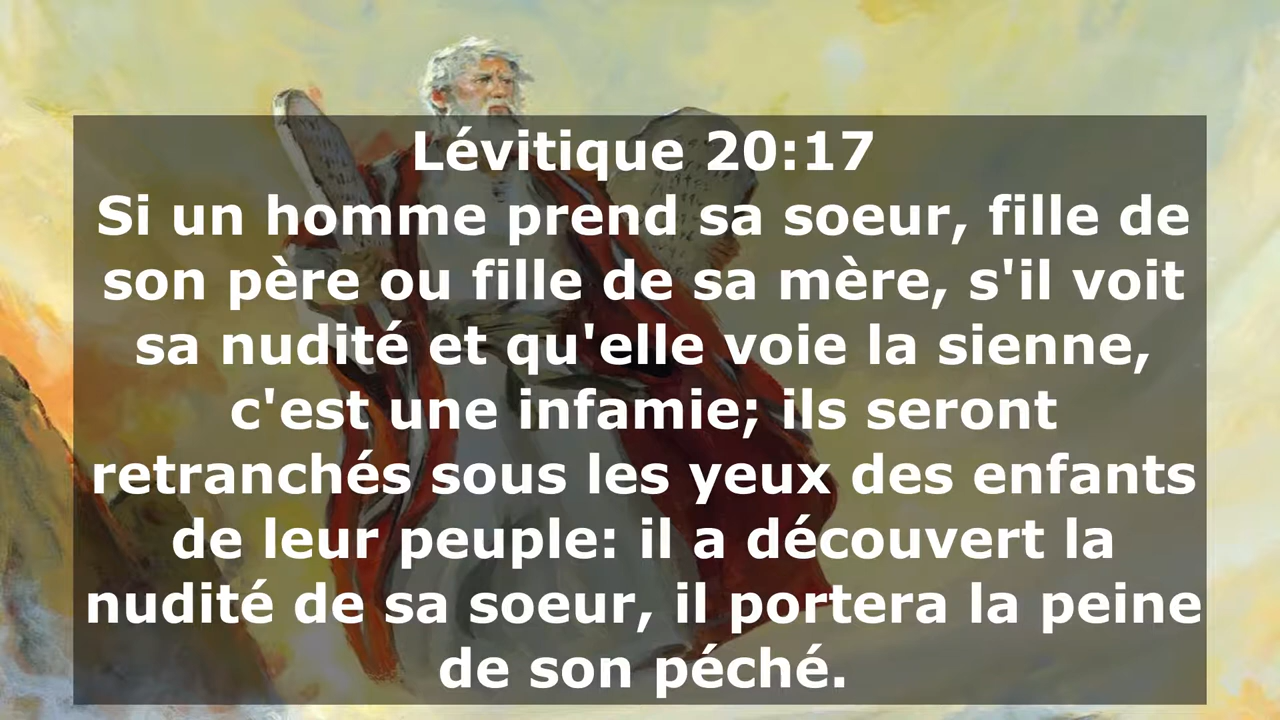 Lévitique 20:17
Si un homme prend sa soeur, fille de
son père ou fille de sa mère, s'il voit
sa nudité et qu'elle voie la sienne,
c'est une infamie; ils seront
retranchés sous les yeux des enfants
de leur peuple: il a découvert la
nudité de sa soeur, il portera la peine
de son péché.